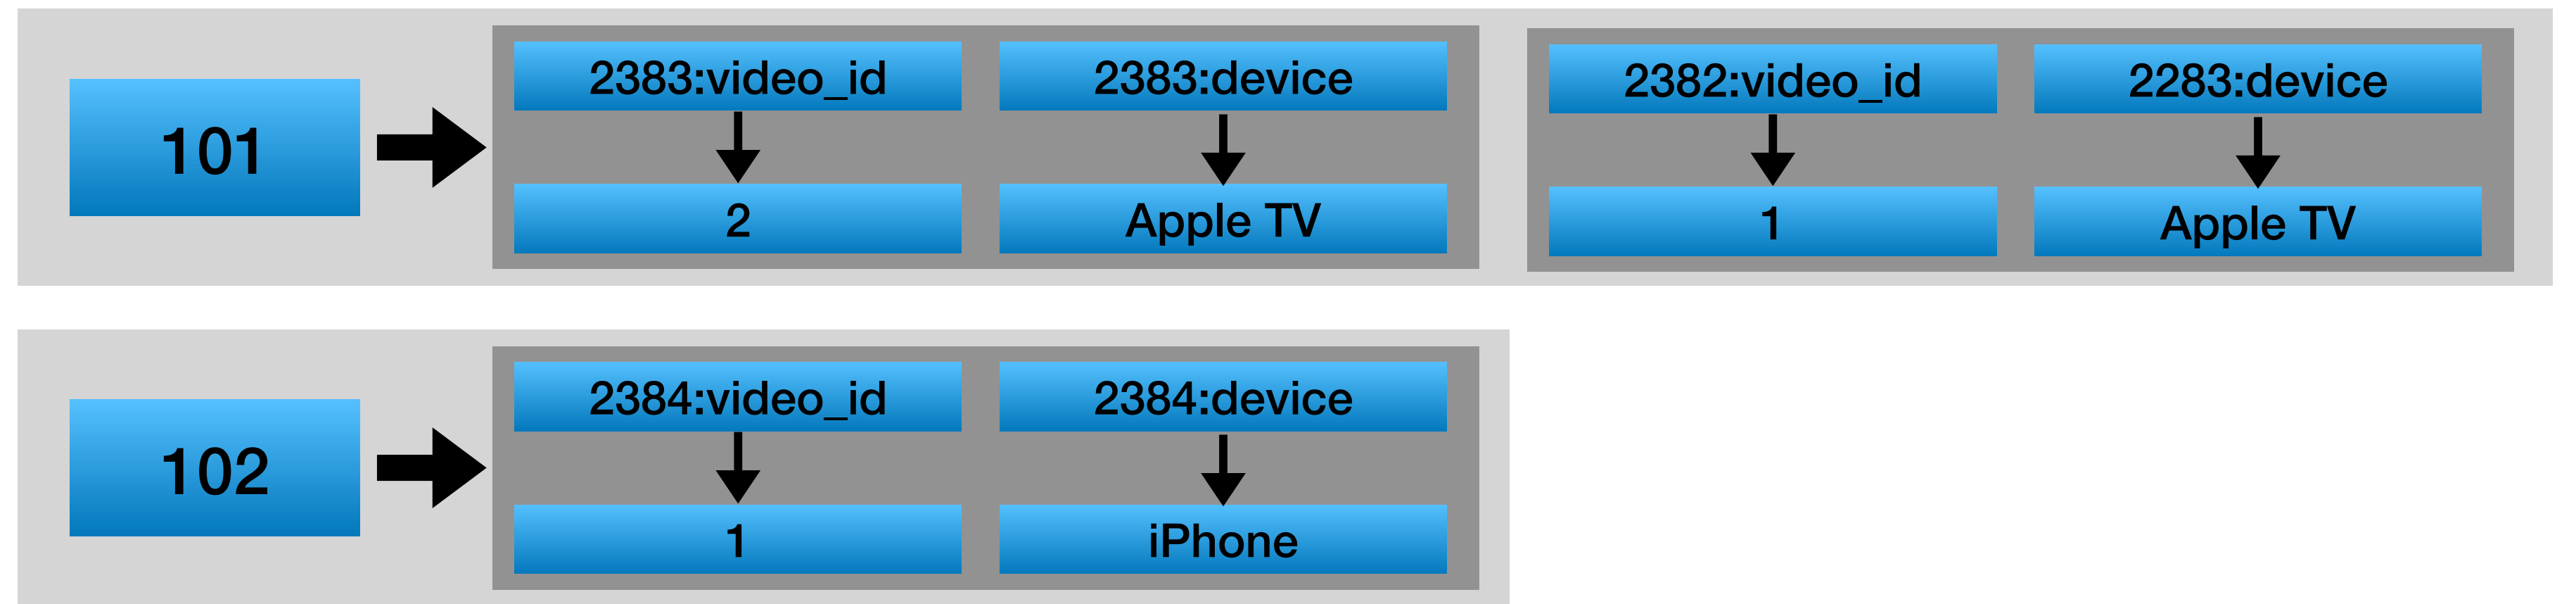 101
2383:video_id 2383:device 2382:video_id 2283:device
2 Apple TV 1 Apple TV
102
2384:video_id 2384:device
1 iPhone